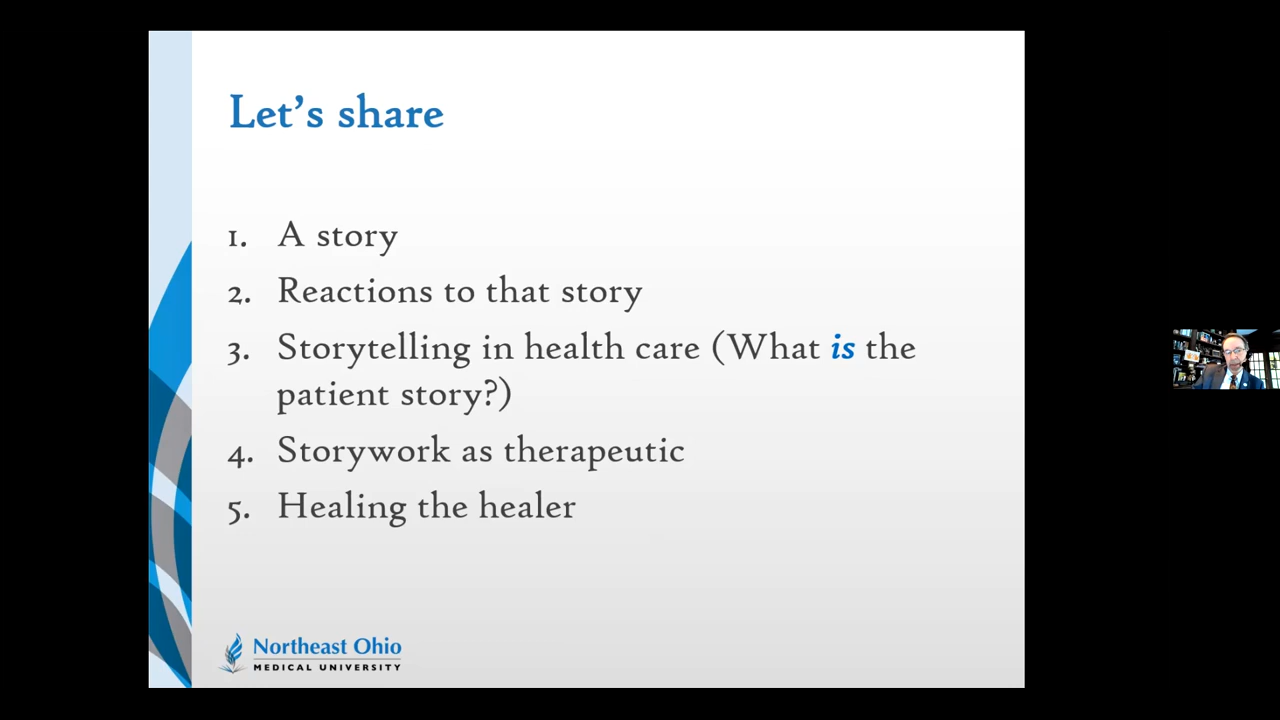 Let’s share
1. A story
2. Reactions to that story
3. Storytelling in health care (What is the
patient story?)
4. Storywork as therapeutic
5. Healing the healer
Northeast Ohio
MEDICAL UNIVERSITY